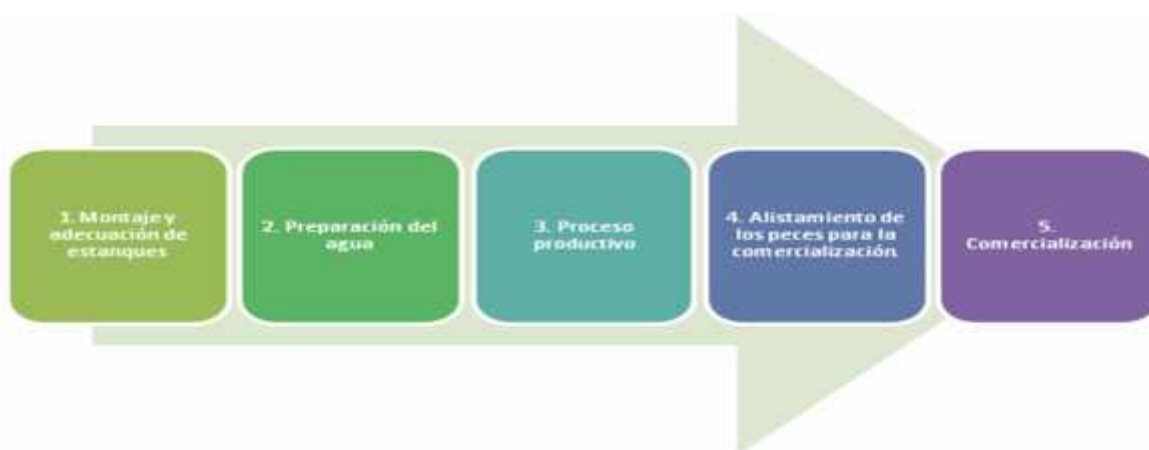 1. Montaje y
adecuación de
estanques
2. Preparación del
agua
3. Proceso
productivo
4. Alistamiento de
los peces para la
comercialización
5.
Comercialización